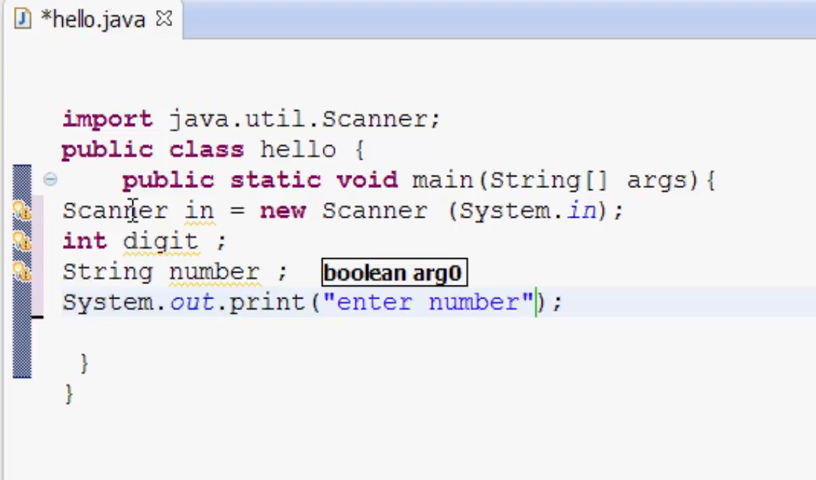 *hello.java
import java.util.Scanner;
public class hello {
public static void main(String[] args){
Scanner in = new Scanner (System.in);
int digit ;
String number ; boolean arg0
System.out.print("enter number");
}
}